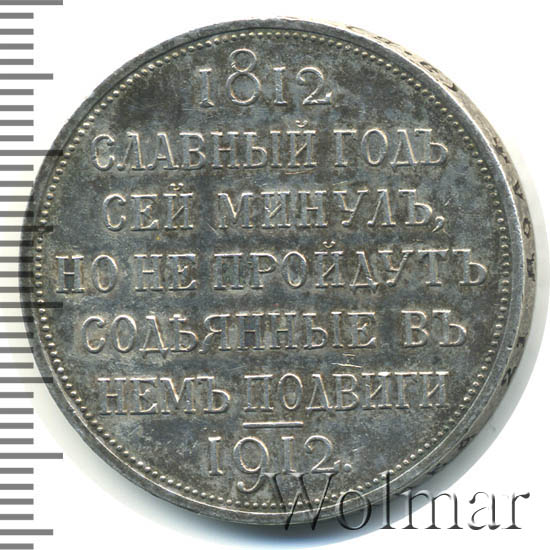 1812
СЛАВНЫЙ ГОДЪ
СЕЙ МИНУЛЪ,
НО НЕ ПРОЙДУТЪ
СОДѢЯННЫЕ ВЪ
НЕМЪ ПОДВИГИ
1912.
Wolmar